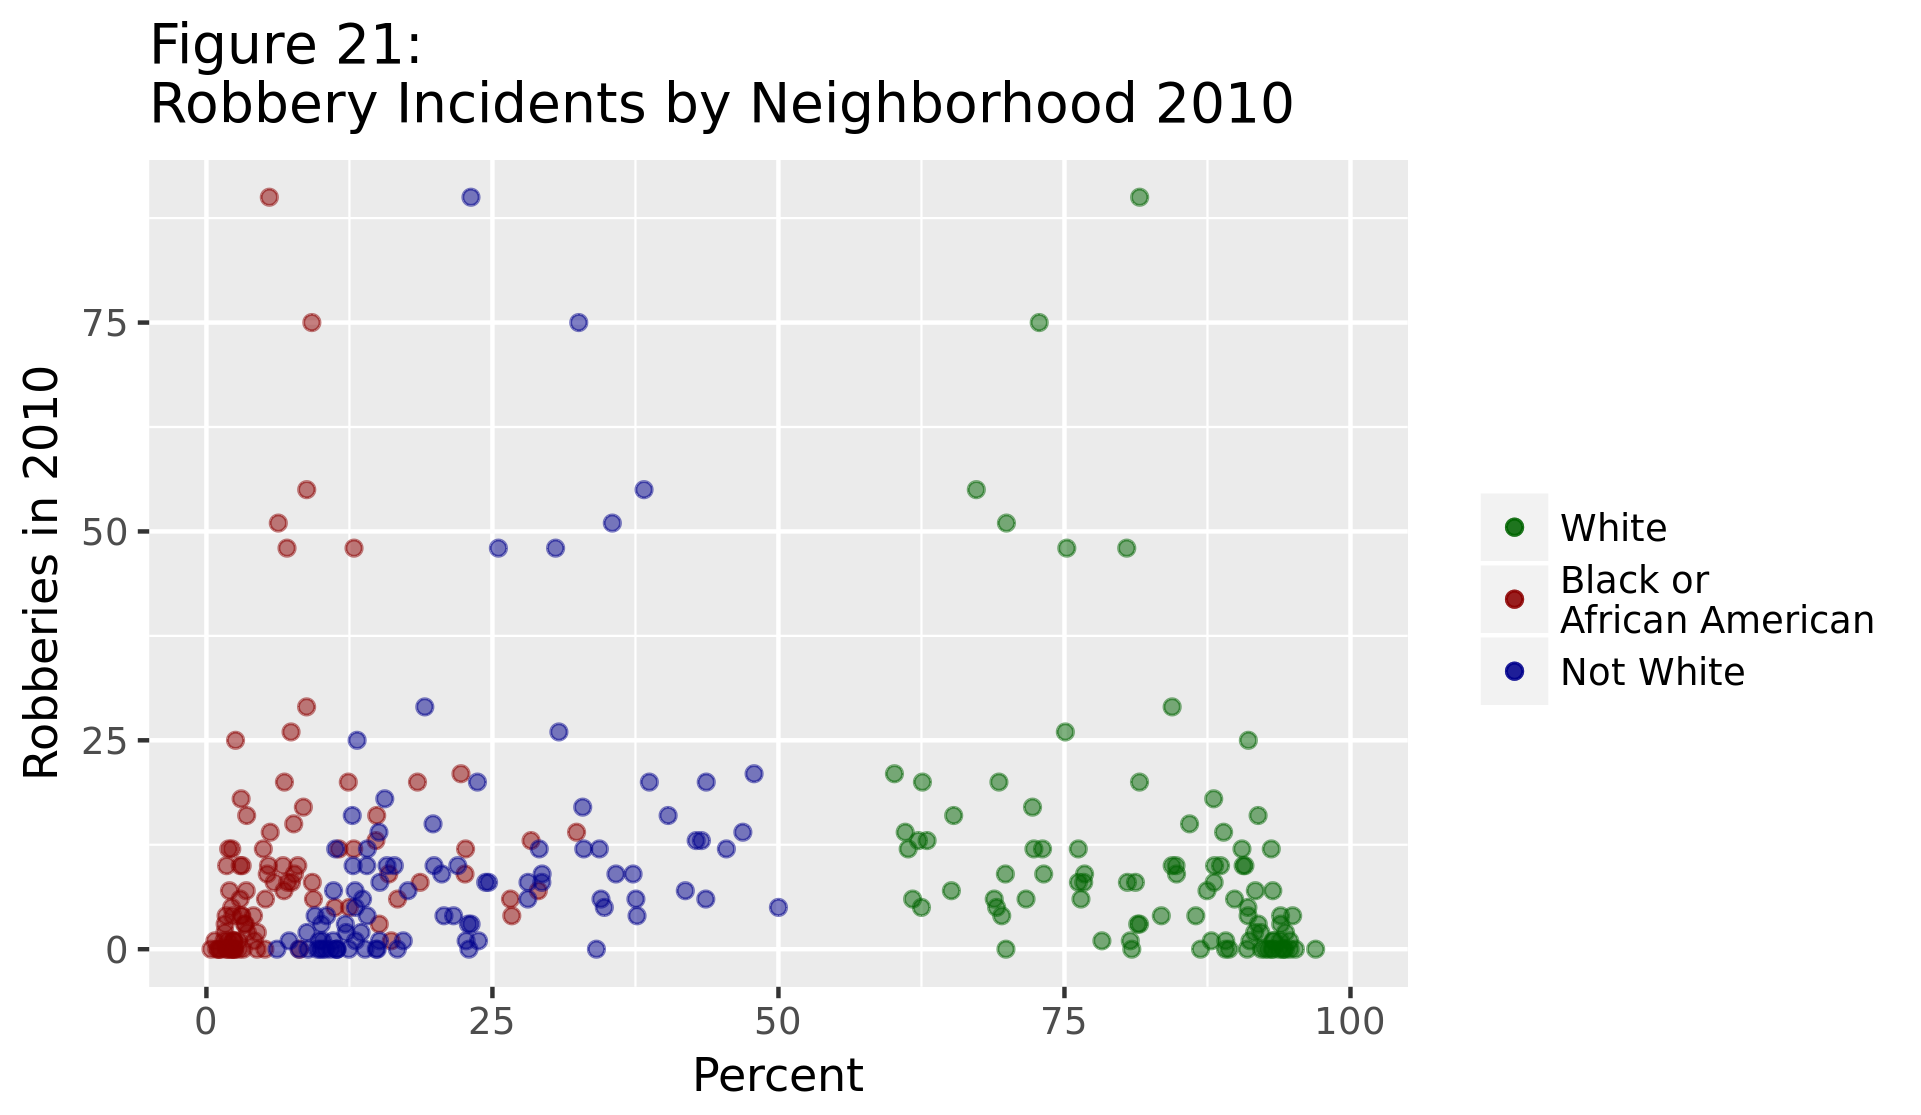 Figure 21:
Robbery Incidents by Neighborhood 2010
Robberies in 2010
75
50
25
0
0
25
50
75
100
Percent
White
Black or
African American
Not White